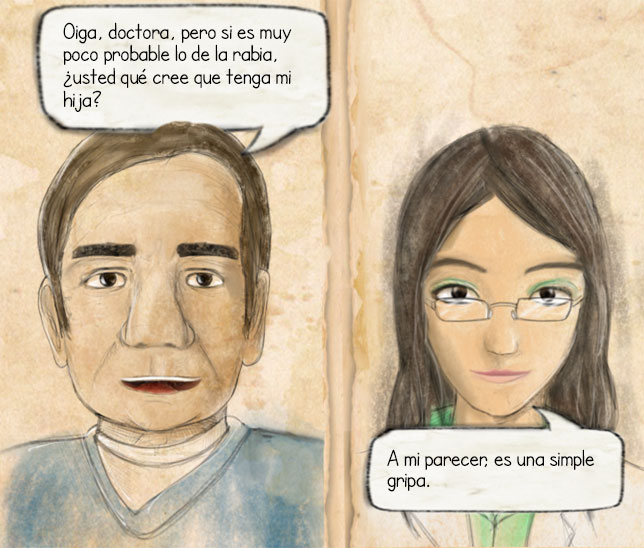 Oiga, doctora, pero si es muy
poco probable lo de la rabia,
¿usted qué cree que tenga mi
hija?
A mi parecer, es una simple
gripa.